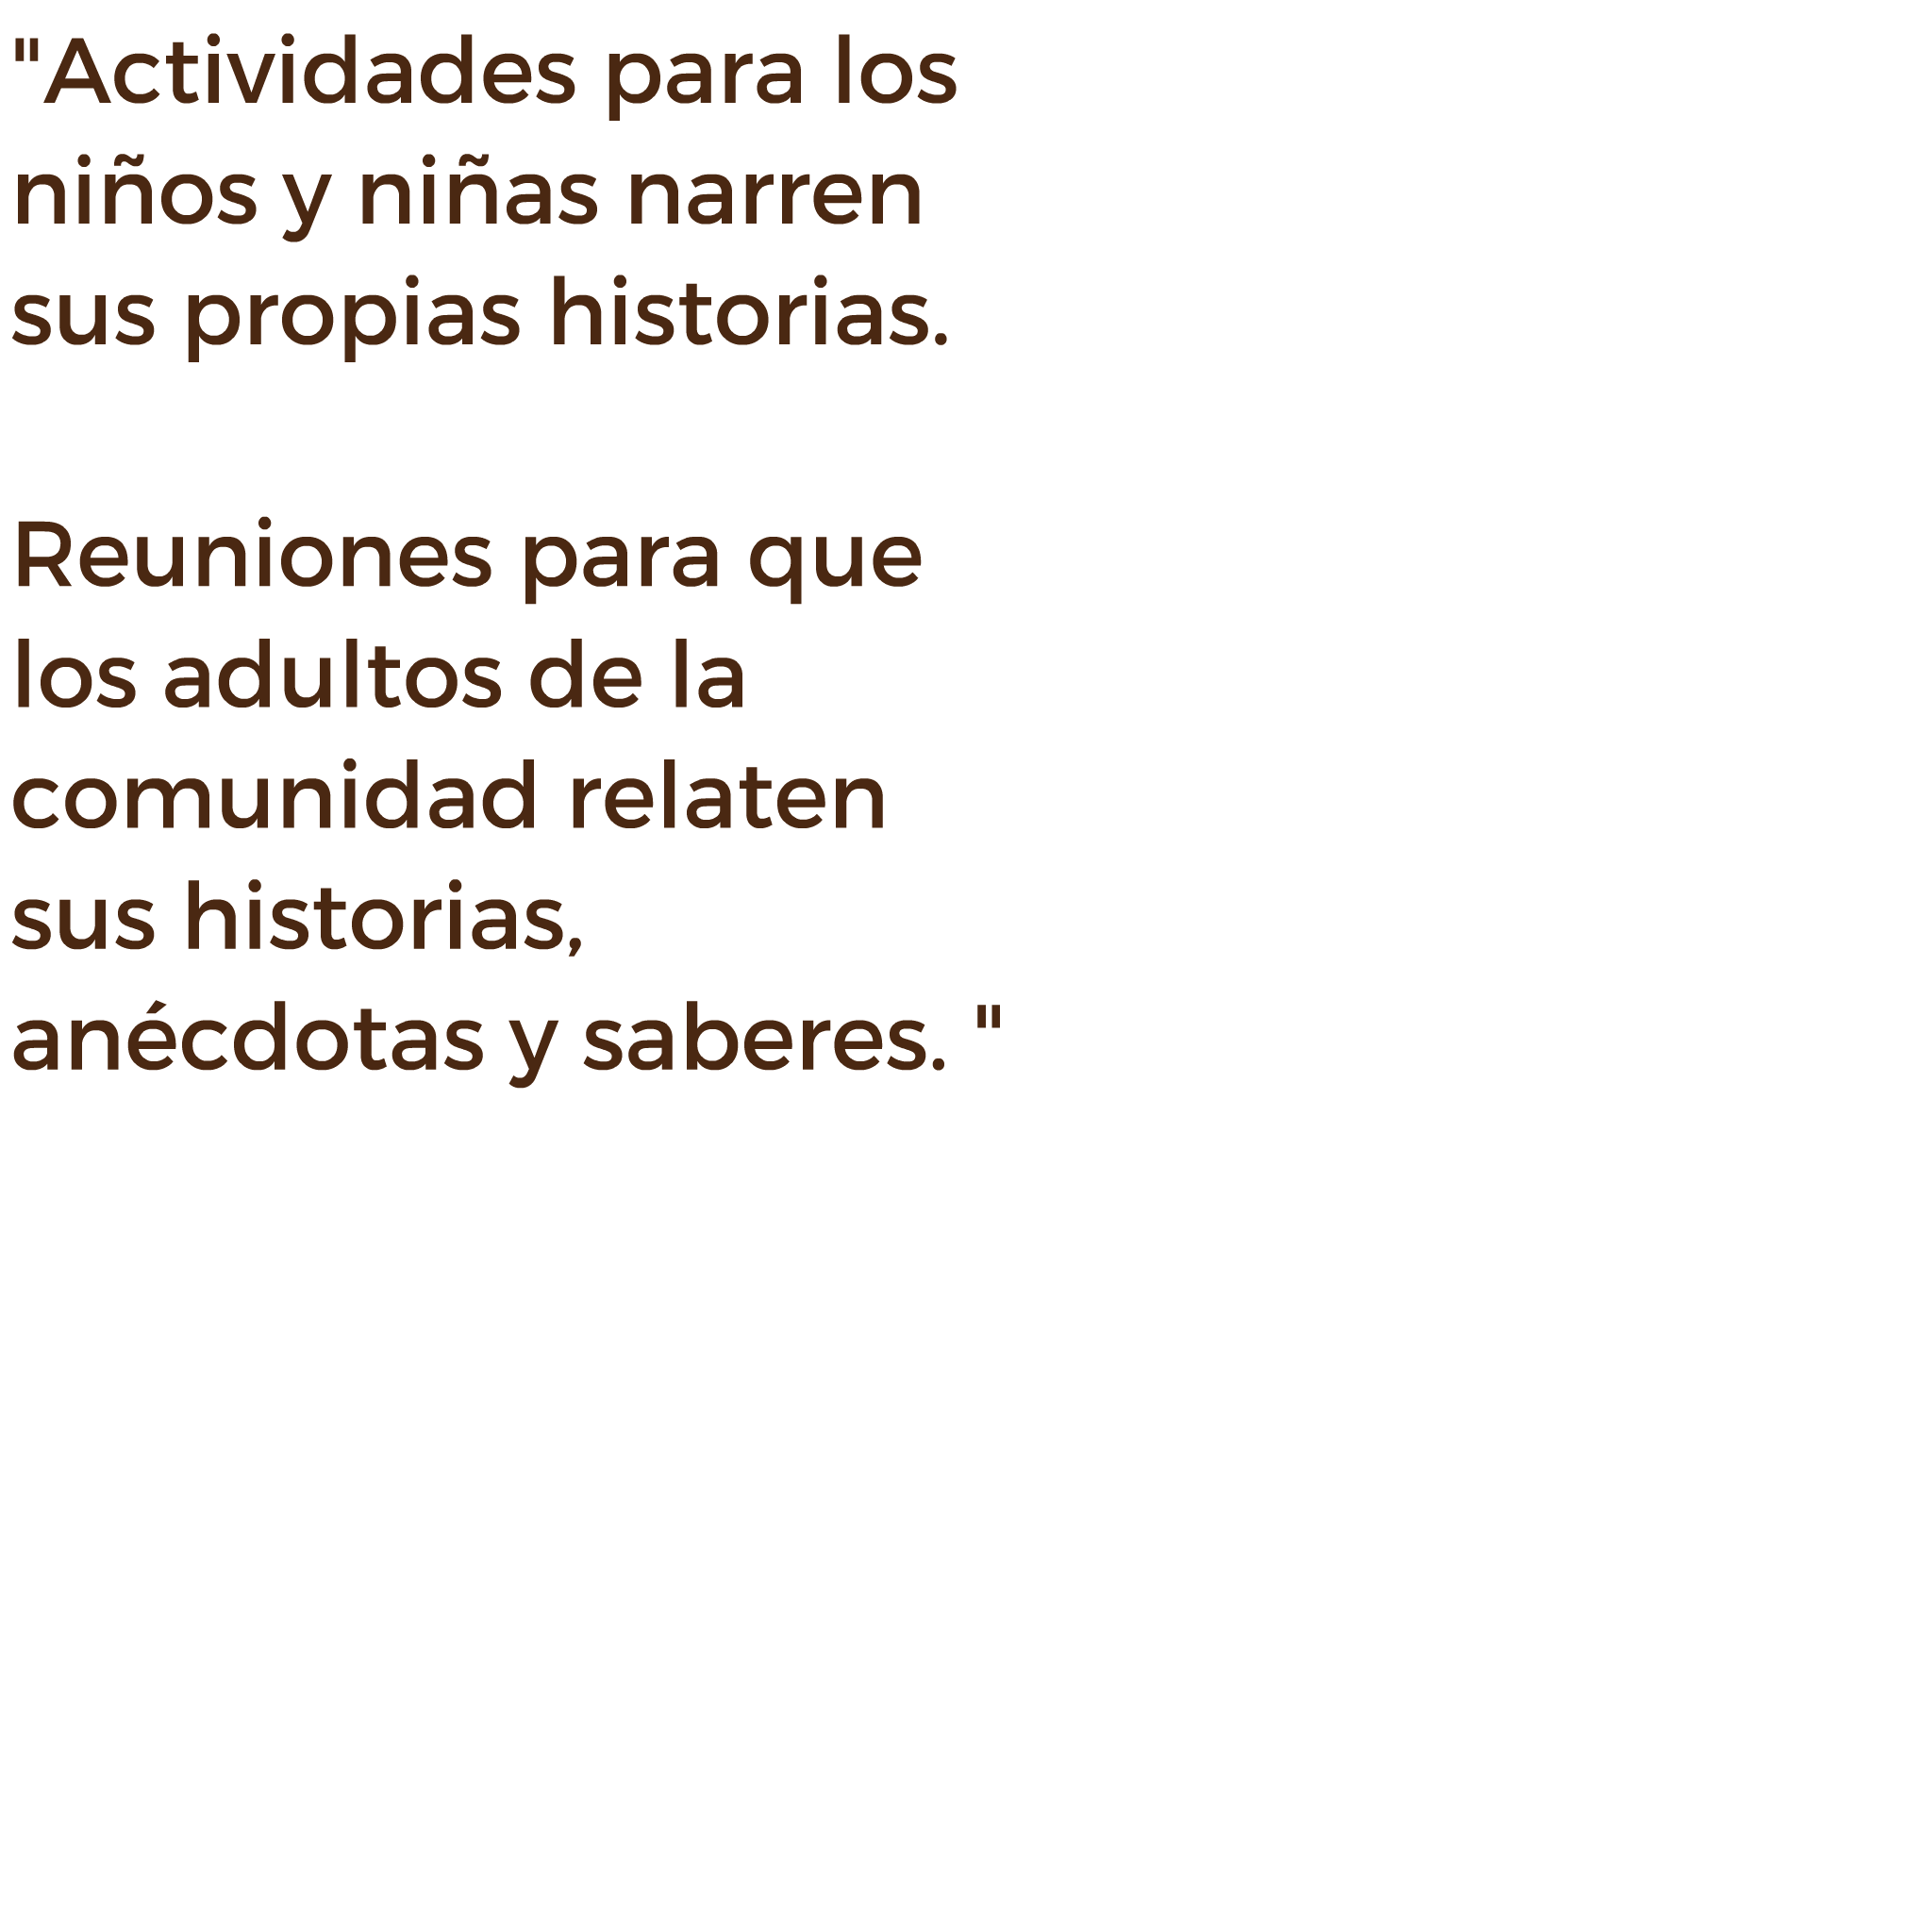 "Actividades para los
niños y niñas narren
sus propias historias.
Reuniones para que
los adultos de la
comunidad relaten
sus historias,
anécdotas y saberes. "